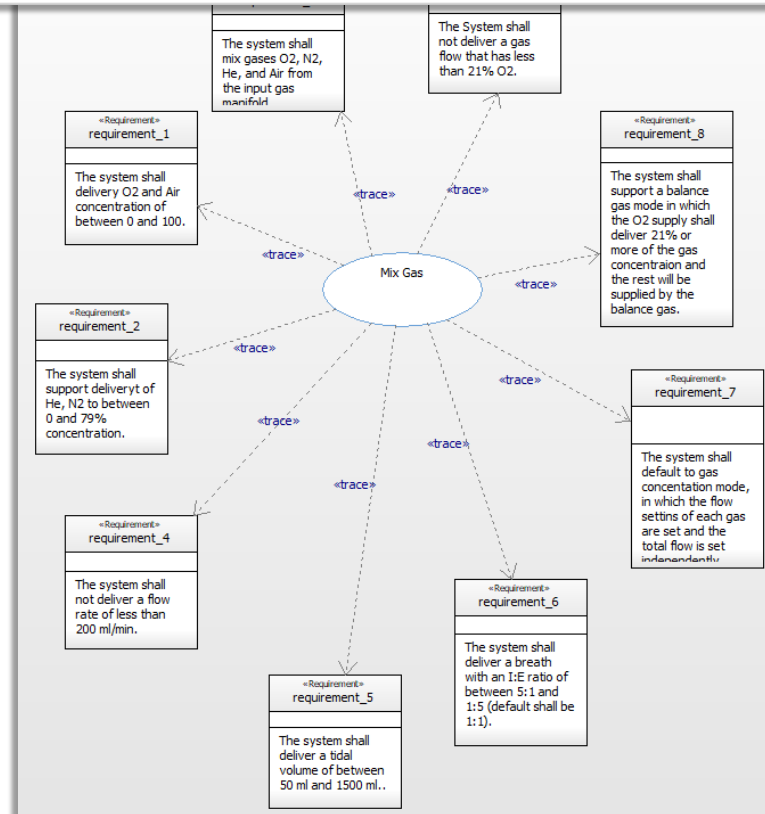 The system shall
mix gases O2, N2,
He, and Air from
the input gas
manifold
The System shall
not deliver a gas
flow that has less
than 21% O2.
«Requirement»
requirement_1
The system shall
delivery O2 and Air
concentration of
between 0 and 100.
«Requirement»
requirement_8
The system shall
support a balance
gas mode in which
the O2 supply shall
deliver 21% or
more of the gas
concentraion and
the rest will be
supplied by the
balance gas.
«trace»
«trace»
«trace»
Mix Gas
«trace»
«Requirement»
requirement_2
The system shall
support deliveryt of
He, N2 to between
0 and 79%
concentration.
«trace»
«trace»
«Requirement»
requirement_7
The system shall
default to gas
concentation mode,
in which the flow
settins of each gas
are set and the
total flow is set
independently
«trace»
«trace»
«trace»
«Requirement»
requirement_4
The system shall
not deliver a flow
rate of less than
200 ml/min.
«Requirement»
requirement_6
The system shall
deliver a breath
with an I:E ratio of
between 5:1 and
1:5 (default shall be
1:1).
«Requirement»
requirement_5
The system shall
deliver a tidal
volume of between
50 ml and 1500 ml..